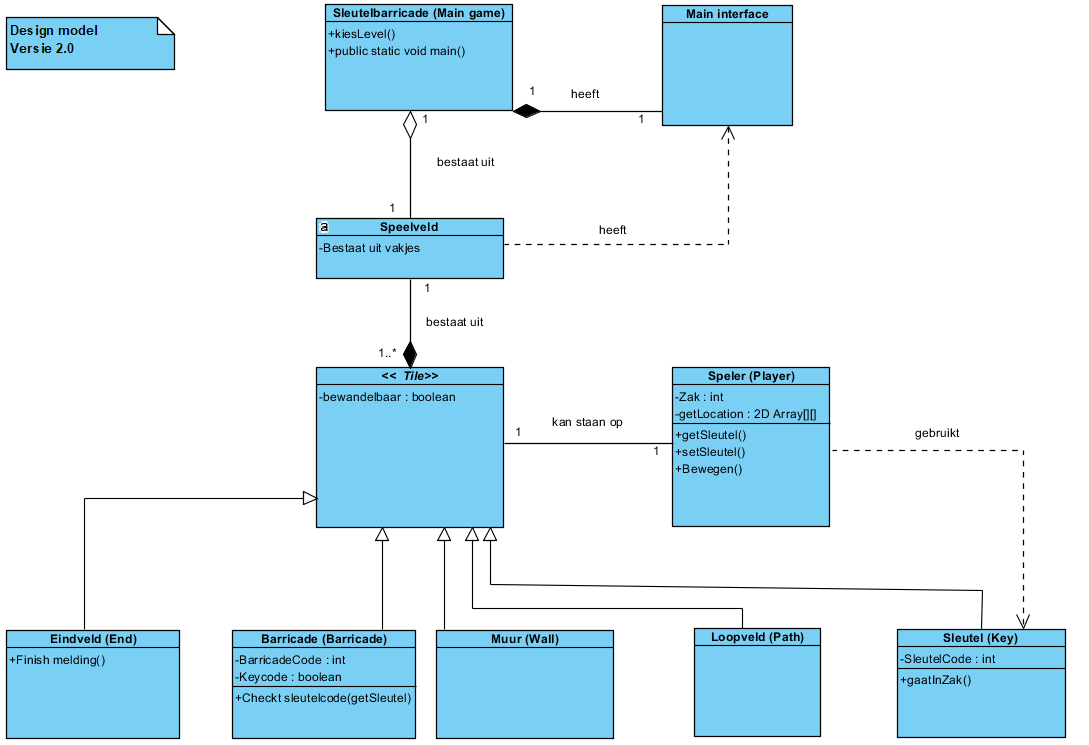 Design model
Versie 2.0
Sleutelbarricade (Main game)
+kiesLevel()
+public static void main()
Main interface
1
heeft
1
1
bestaat uit
1
a
Speelveld
-Bestaat uit vakjes
heeft
1
bestaat uit
1..*
<< Tile>>
-bewandelbaar : boolean
Speler (Player)
-Zak : int
-getLocation : 2D Array[][]
+getSleutel()
+setSleutel()
+Bewegen()
kan staan op
1
1
gebruikt
Eindveld (End)
+Finish melding()
Barricade (Barricade)
-BarricadeCode : int
-Keycode : boolean
+Checkt sleutelcode(getSleutel)
Muur (Wall)
Loopveld (Path)
Sleutel (Key)
-SleutelCode : int
+gaatInZak()